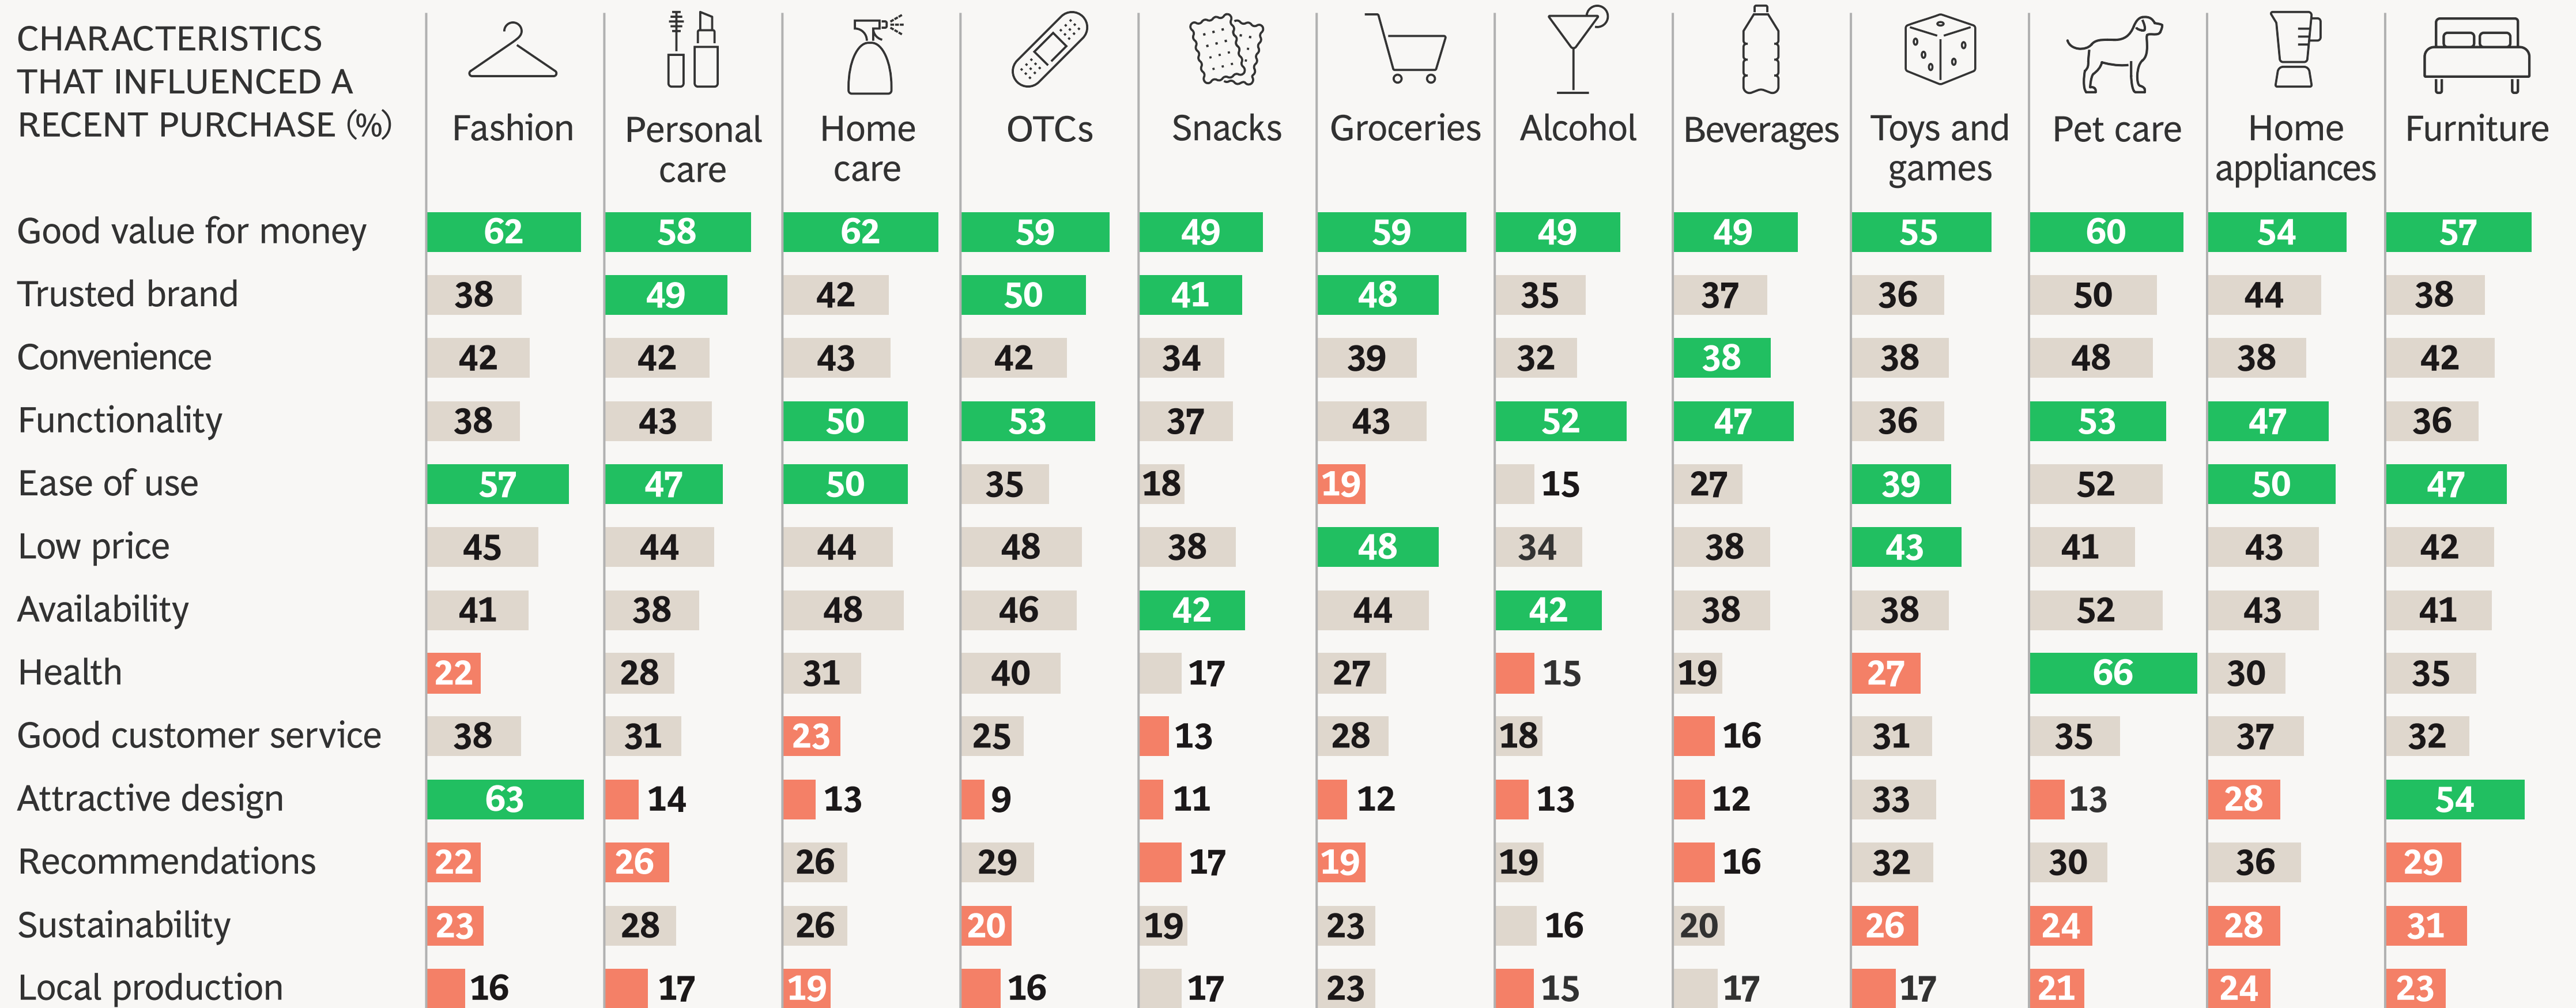 CHARACTERISTICS
THAT INFLUENCED A
RECENT PURCHASE (%)
Fashion
Personal
care
Home
care
OTCs
Snacks
Groceries
Alcohol
Beverages
Toys and
games
Pet care
Home
appliances
Furniture
Good value for money 62 58 62 59 49 59 49 49 55 60 54 57
Trusted brand 38 49 42 50 41 48 35 37 36 50 44 38
Convenience 42 42 43 42 34 39 32 38 38 48 38 42
Functionality 38 43 50 53 37 43 52 47 36 53 47 36
Ease of use 57 47 50 35 18 19 15 27 39 52 50 47
Low price 45 44 44 48 38 48 34 38 43 41 43 42
Availability 41 38 48 46 42 44 42 38 38 52 43 41
Health 22 28 31 40 17 27 15 19 27 66 30 35
Good customer service 38 31 23 25 13 28 18 16 31 35 37 32
Attractive design 63 14 13 9 11 12 13 12 33 13 28 54
Recommendations 22 26 26 29 17 19 19 16 32 30 36 29
Sustainability 23 28 26 20 19 23 16 20 26 24 28 31
Local production 16 17 19 16 17 23 15 17 17 21 24 23